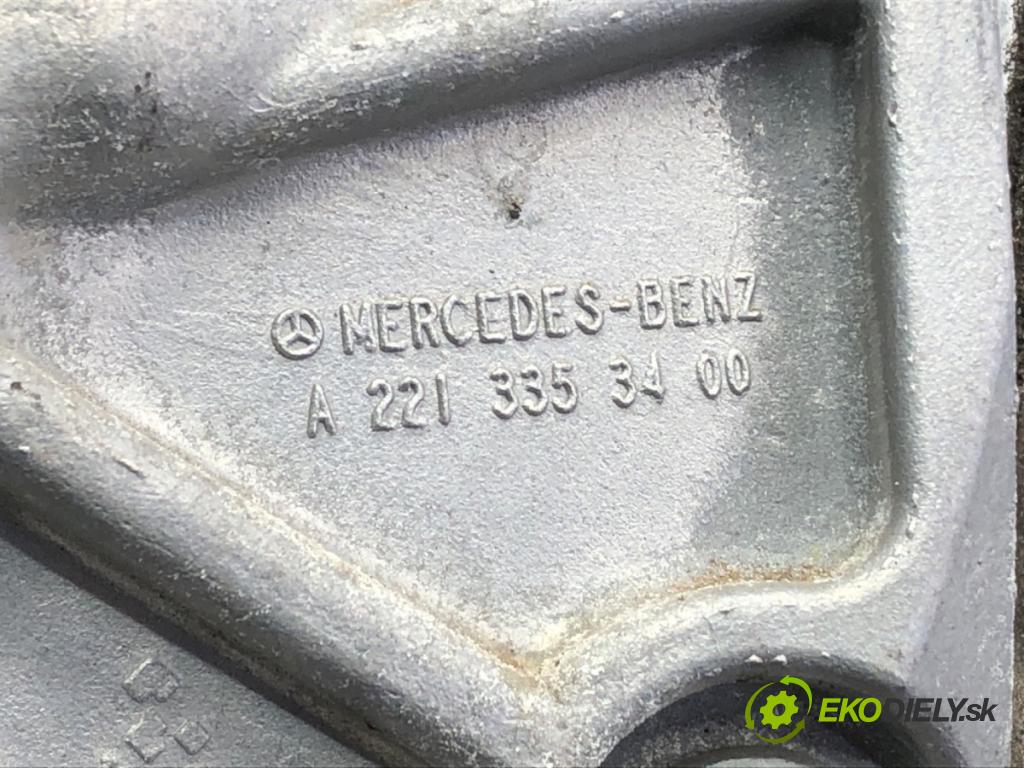 MERCEDES-BENZ
A 221 335 34 00
EKODIELY.sk